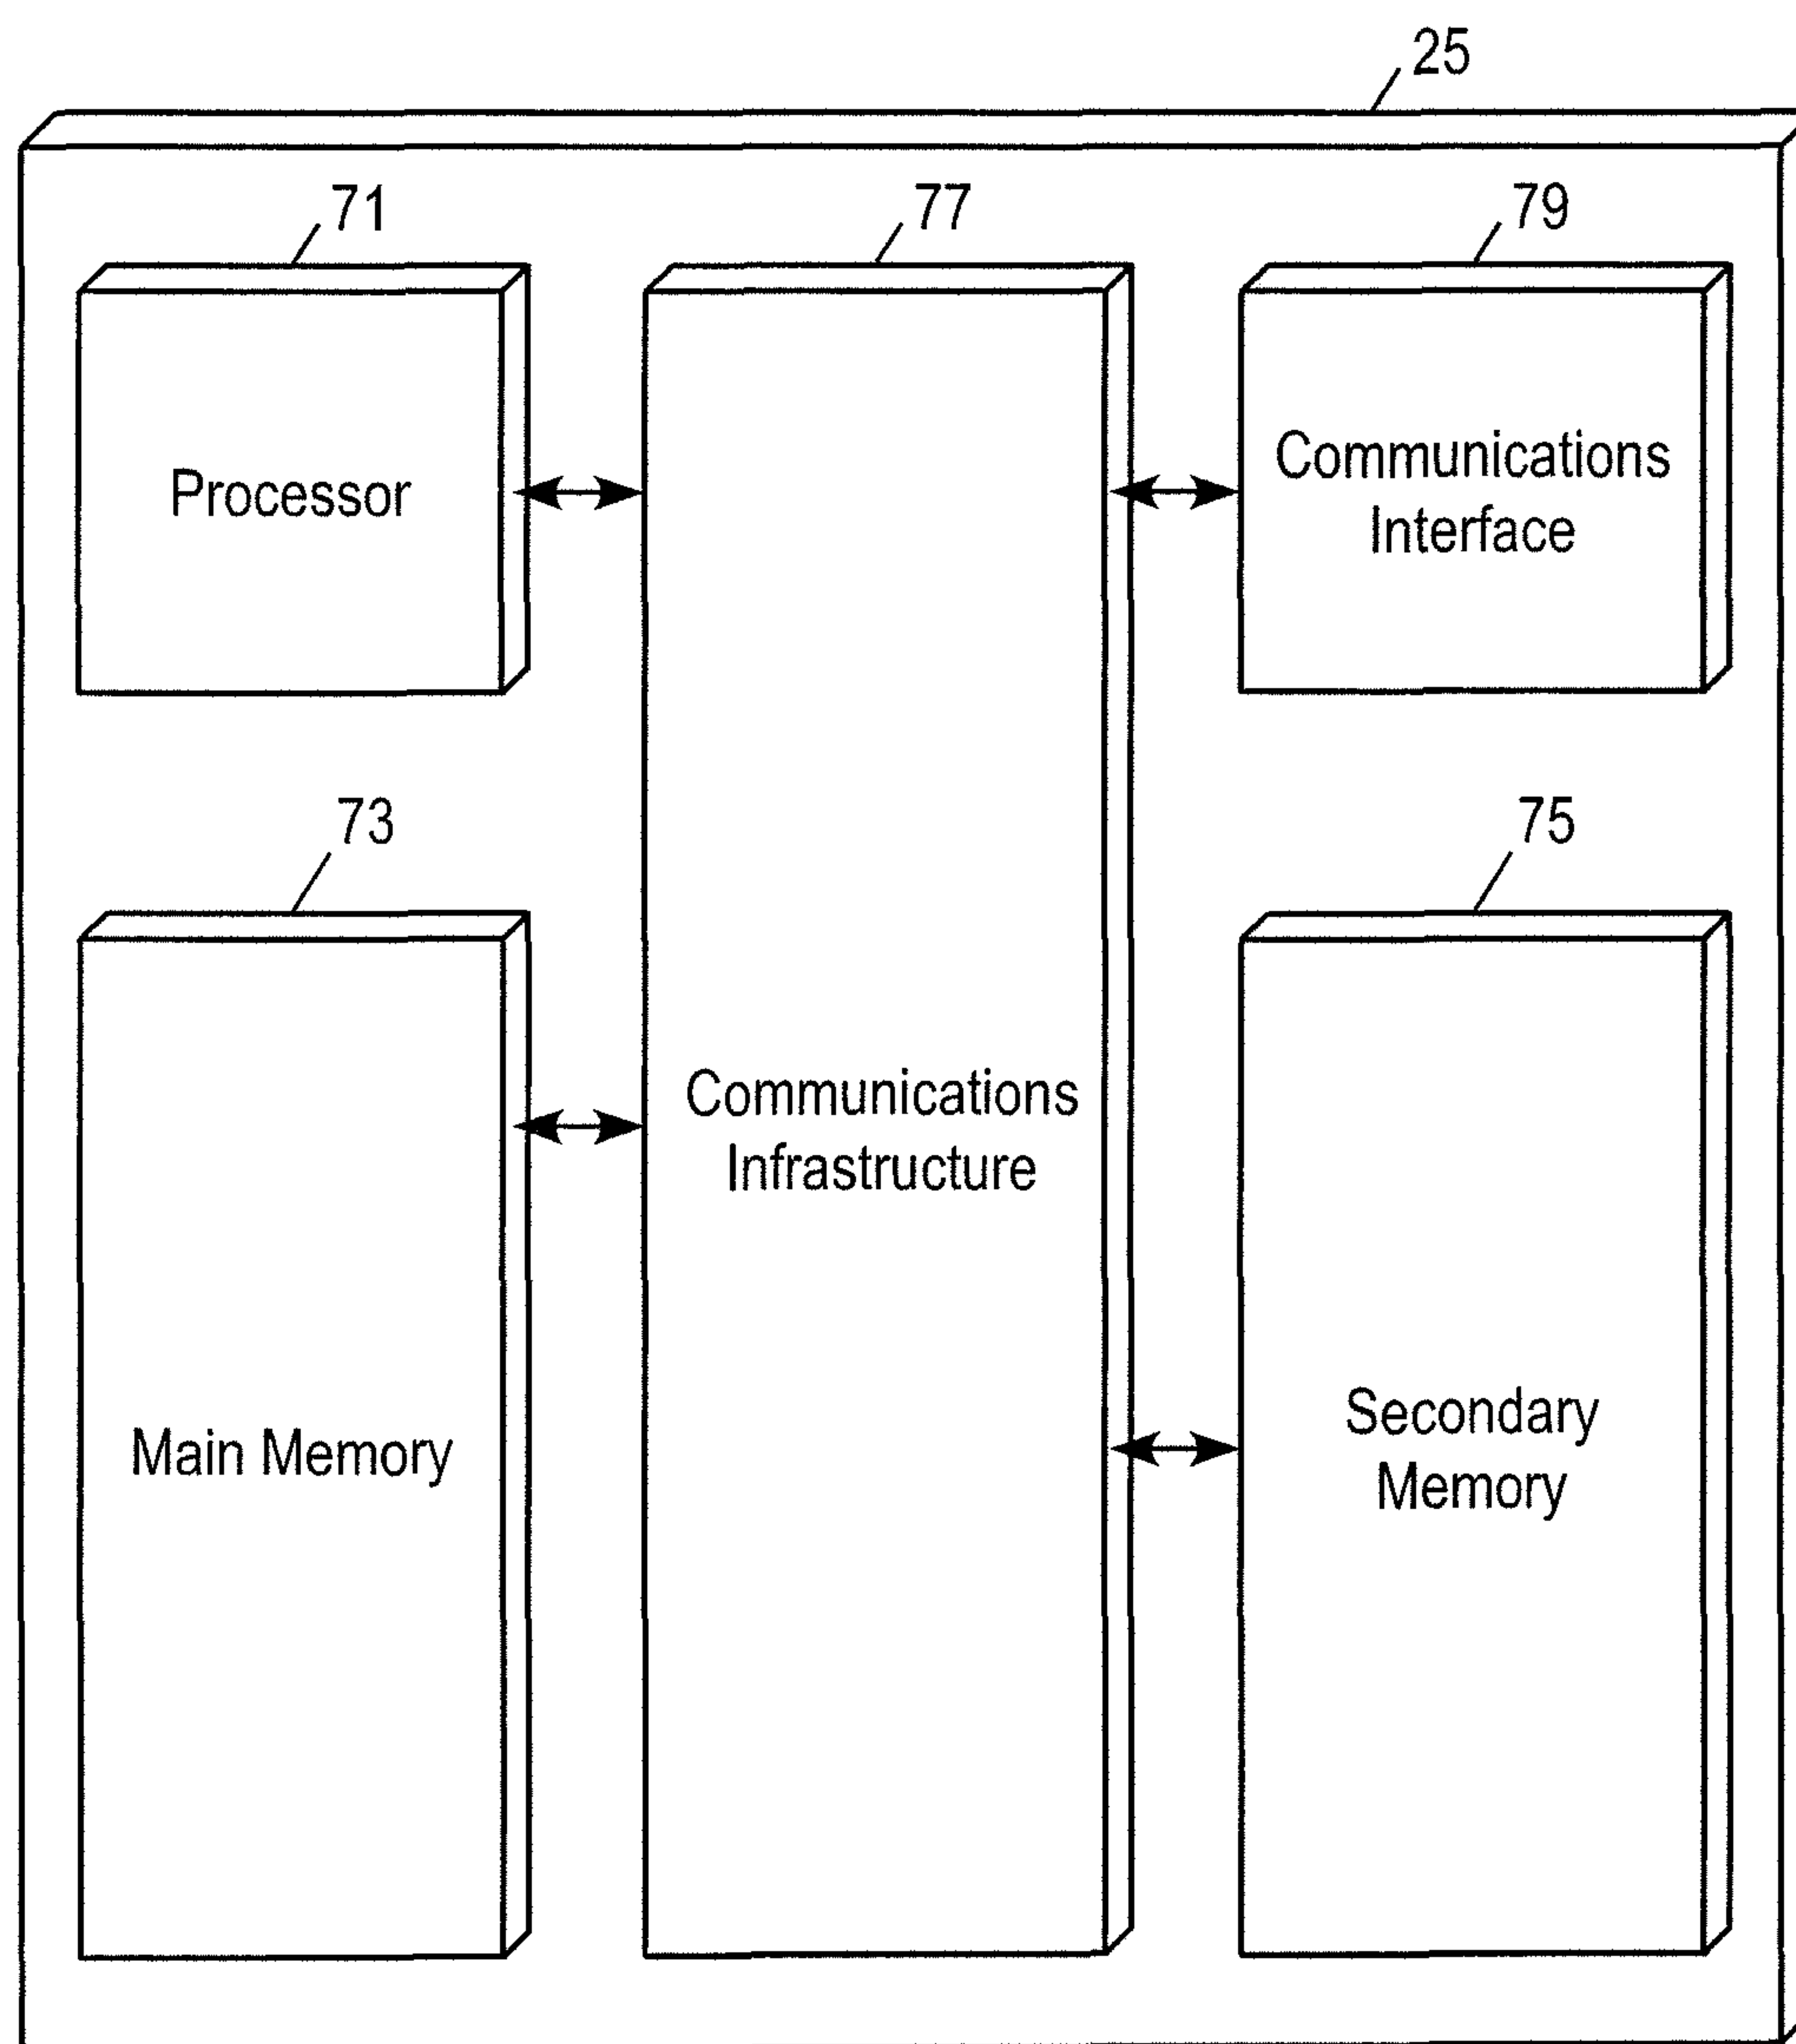 25
71
77
79
Processor
Communications
Interface
73
75
Communications
Infrastructure
Main Memory
Secondary
Memory